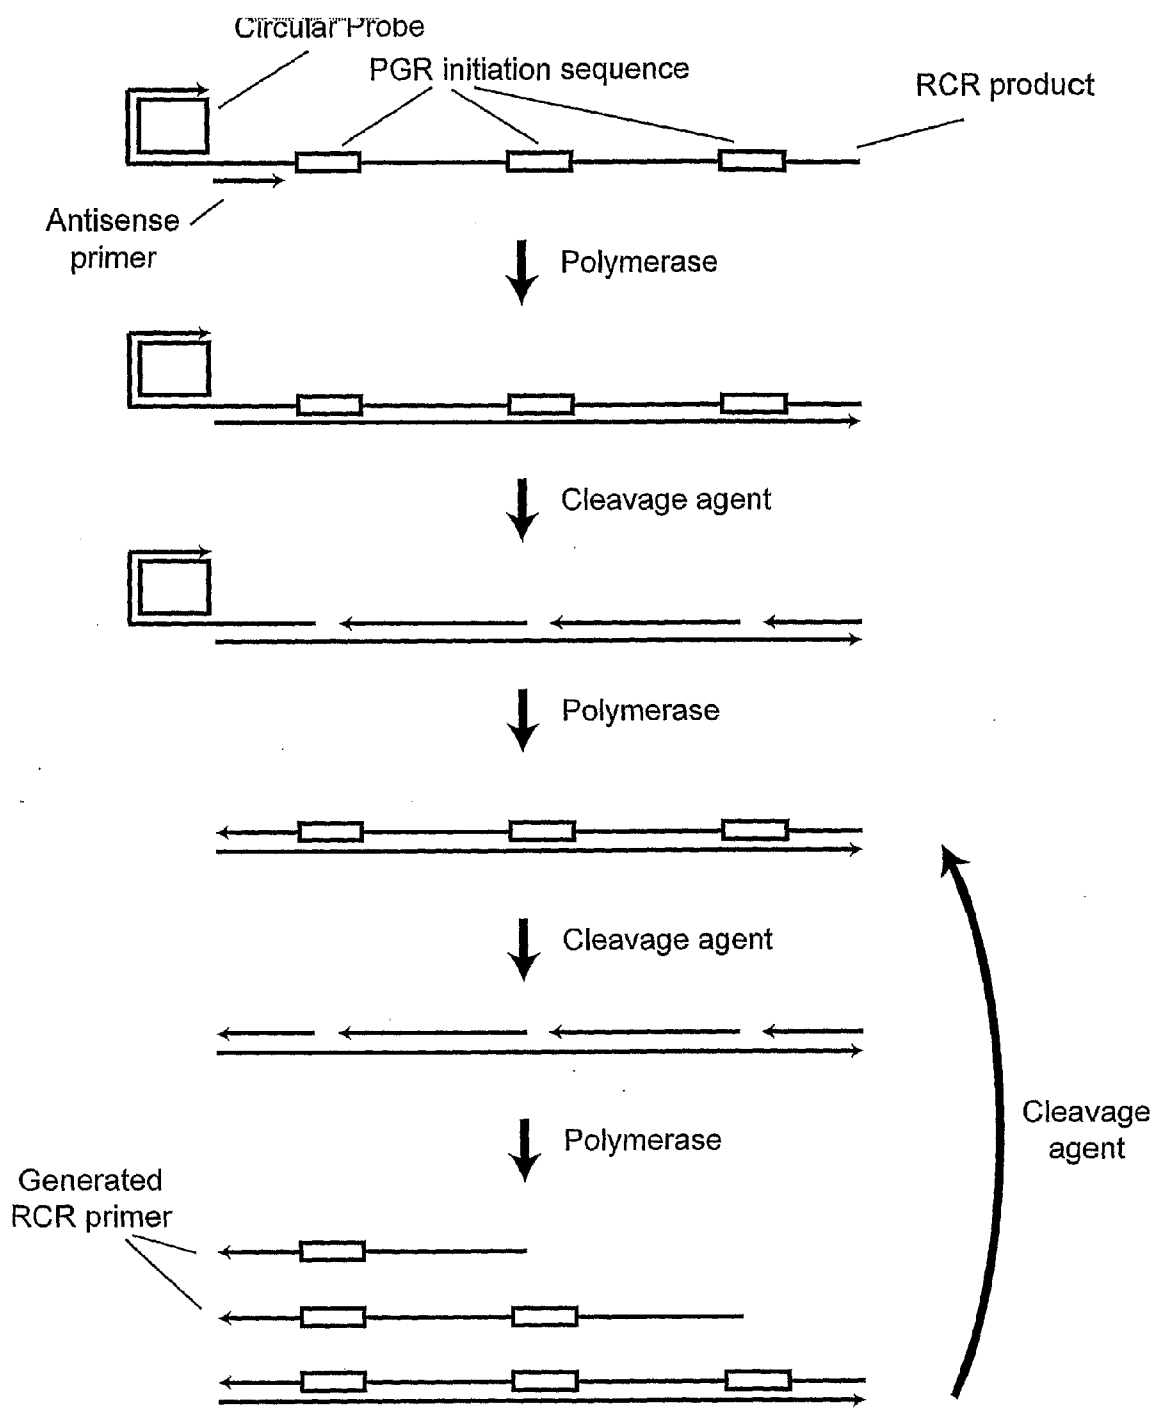 Circular Probe
PGR initiation sequence
RCR product
Antisense
primer
Polymerase
Cleavage agent
Polymerase
Cleavage agent
Cleavage
agent
Polymerase
Generated
RCR primer